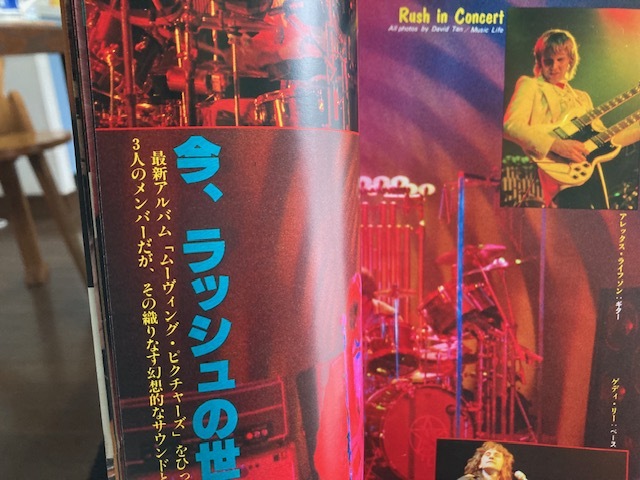 Rush in Concert
All photos by David Tan／Music Life
今、ラッシュの世
最新アルバム「ムーヴィング・ピクチャーズ」をひっ
3人のメンバーだが、その織りなす幻想的なサウンドと
アレックス・ライフソン：ギター
ゲディ・リー：ベース